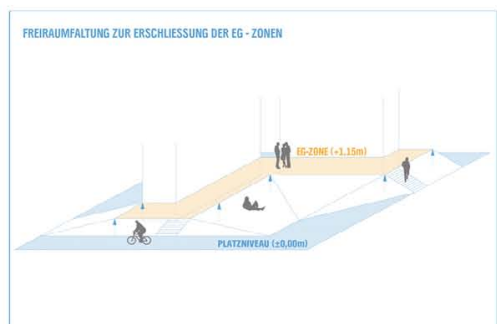 FREIRAUMFALTUNG ZUR ERSCHLIESSUNG DER EG - ZONEN
EG-ZONE (+1.15m)
PLATZNIVEAU (±0,00m)